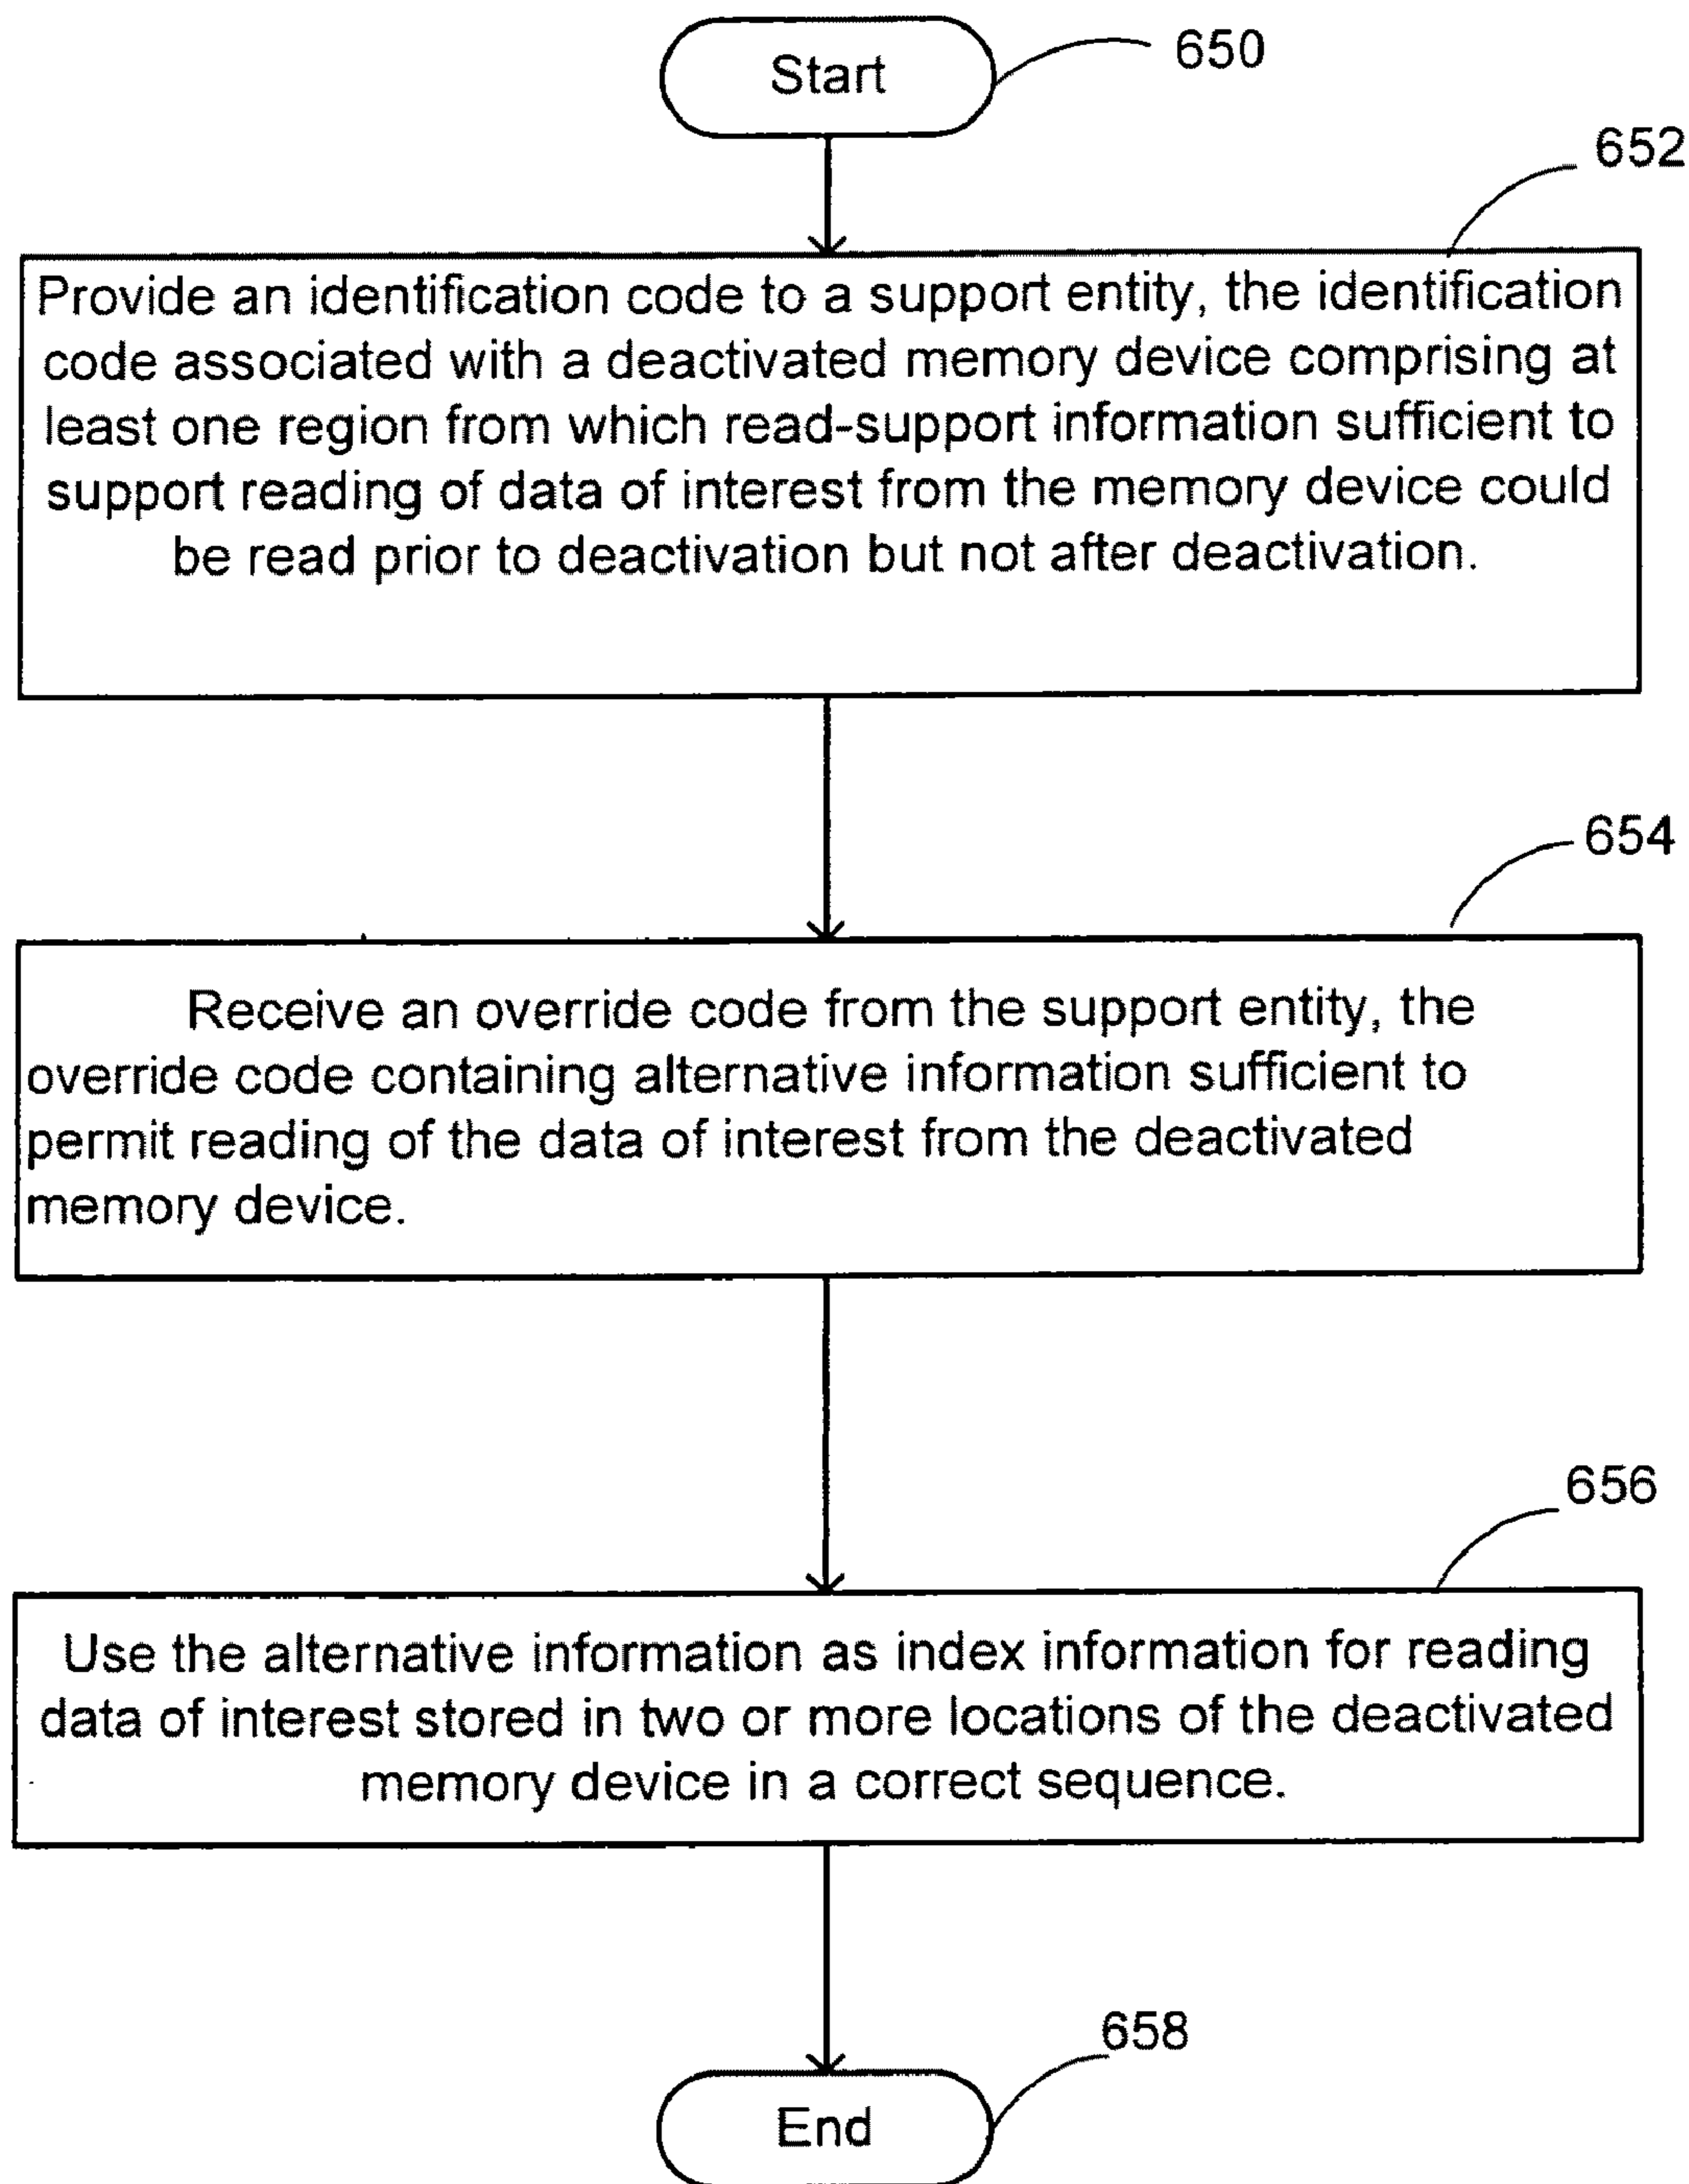 Start
650
652
Provide an identification code to a support entity, the identification
code associated with a deactivated memory device comprising at
least one region from which read-support information sufficient to
support reading of data of interest from the memory device could
be read prior to deactivation but not after deactivation.
654
Receive an override code from the support entity, the
override code containing alternative information sufficient to
permit reading of the data of interest from the deactivated
memory device.
656
Use the alternative information as index information for reading
data of interest stored in two or more locations of the deactivated
memory device in a correct sequence.
658
End